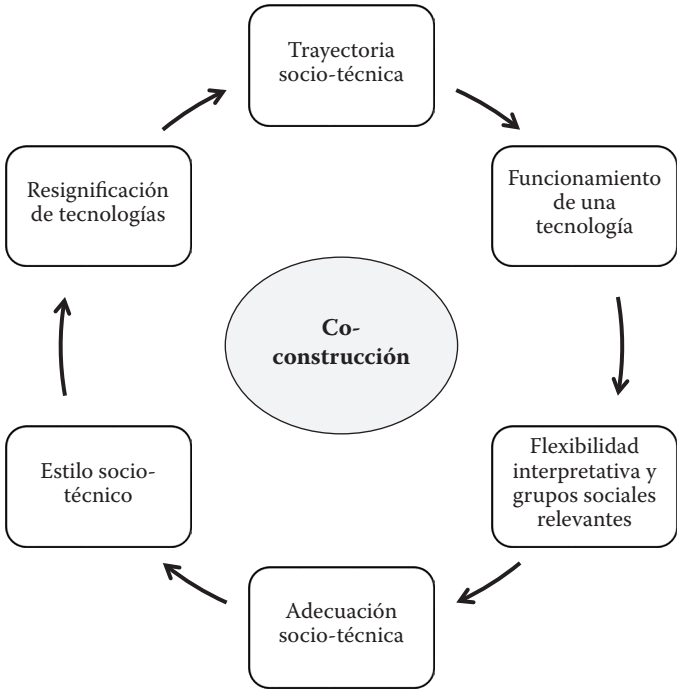 Trayectoria
socio-técnica
Funcionamiento
de una
tecnología
Flexibilidad
interpretativa y
grupos sociales
relevantes
Adecuación
socio-técnica
Estilo socio-
técnico
Resignificación
de tecnologías
Co-
construcción